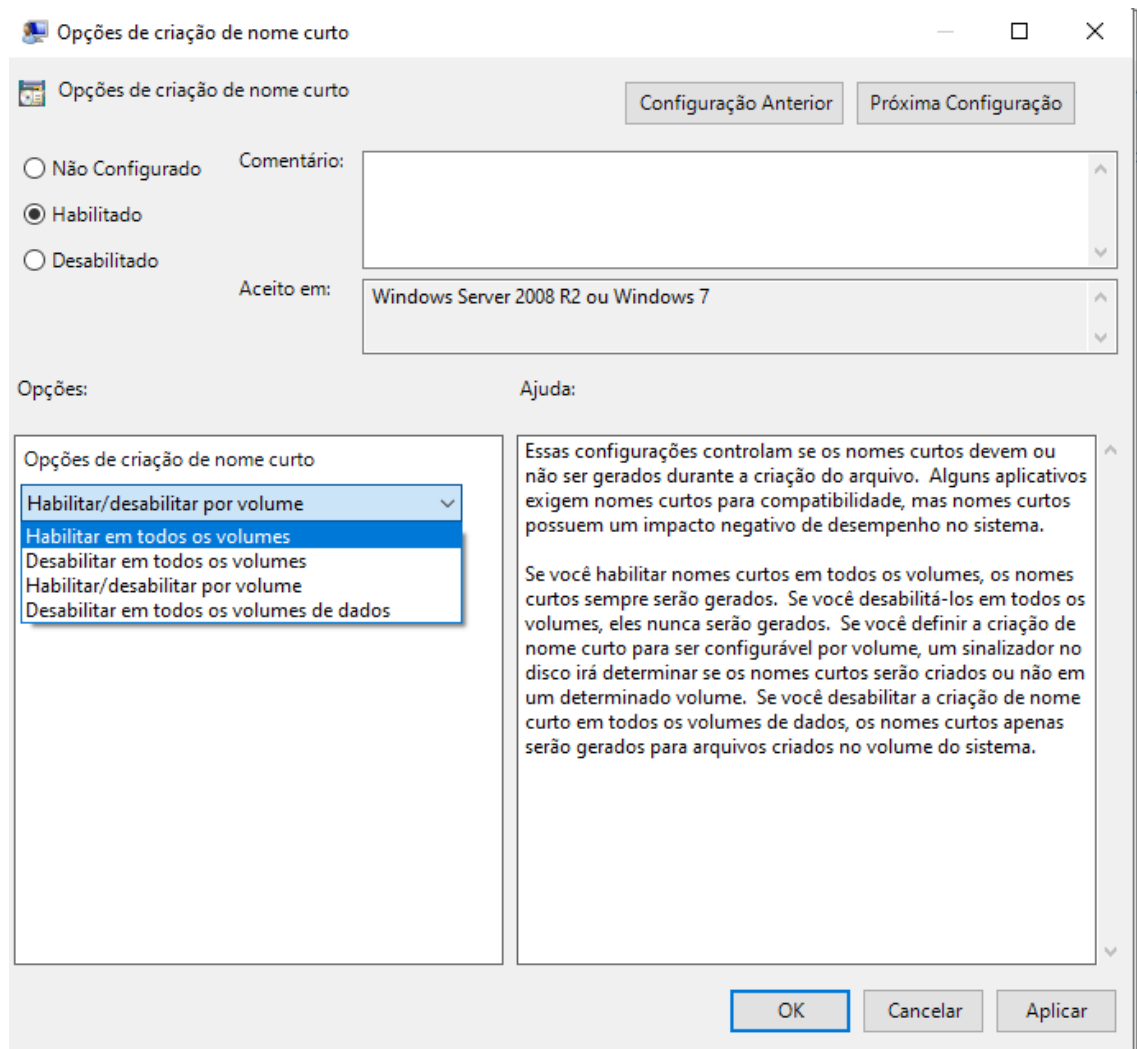 Opções de criação de nome curto
Opções de criação de nome curto
Configuração Anterior
Próxima Configuração
Não Configurado
Habilitado
Desabilitado
Comentário:
Aceito em:
Windows Server 2008 R2 ou Windows 7
Opções:
Ajuda:
Opções de criação de nome curto
Habilitar/desabilitar por volume
Habilitar em todos os volumes
Desabilitar em todos os volumes
Habilitar/desabilitar por volume
Desabilitar em todos os volumes de dados
Essas configurações controlam se os nomes curtos devem ou
não ser gerados durante a criação do arquivo.  Alguns aplicativos
exigem nomes curtos para compatibilidade, mas nomes curtos
possuem um impacto negativo de desempenho no sistema.
Se você habilitar nomes curtos em todos os volumes, os nomes
curtos sempre serão gerados.  Se você desabilitá-los em todos os
volumes, eles nunca serão gerados.  Se você definir a criação de
nome curto para ser configurável por volume, um sinalizador no
disco irá determinar se os nomes curtos serão criados ou não em
um determinado volume.  Se você desabilitar a criação de nome
curto em todos os volumes de dados, os nomes curtos apenas
serão gerados para arquivos criados no volume do sistema.
OK
Cancelar
Aplicar